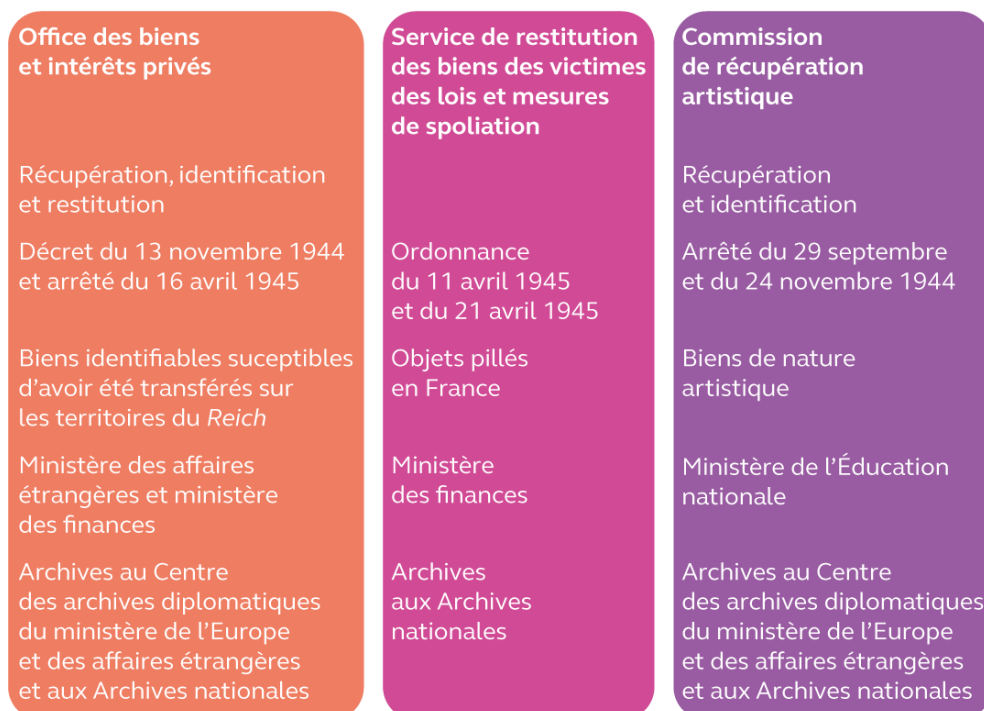 Office des biens
et intérêts privés
Récupération, identification
et restitution
Décret du 13 novembre 1944
et arrêté du 16 avril 1945
Biens identifiables suceptibles
d'avoir été transférés sur
les territoires du Reich
Ministère des affaires
étrangères et ministère
des finances
Archives au Centre
des archives diplomatiques
du ministère de l'Europe
et des affaires étrangères
et aux Archives nationales
Service de restitution
des biens des victimes
des lois et mesures
de spoliation
Ordonnance
du 11 avril 1945
et du 21 avril 1945
Objets pillés
en France
Ministère
des finances
Archives
aux Archives
nationales
Commission
de récupération
artistique
Récupération
et identification
Arrêté du 29 septembre
et du 24 novembre 1944
Biens de nature
artistique
Ministère de l'Éducation
nationale
Archives au Centre
des archives diplomatiques
du ministère de l'Europe
et des affaires étrangères
et aux Archives nationales